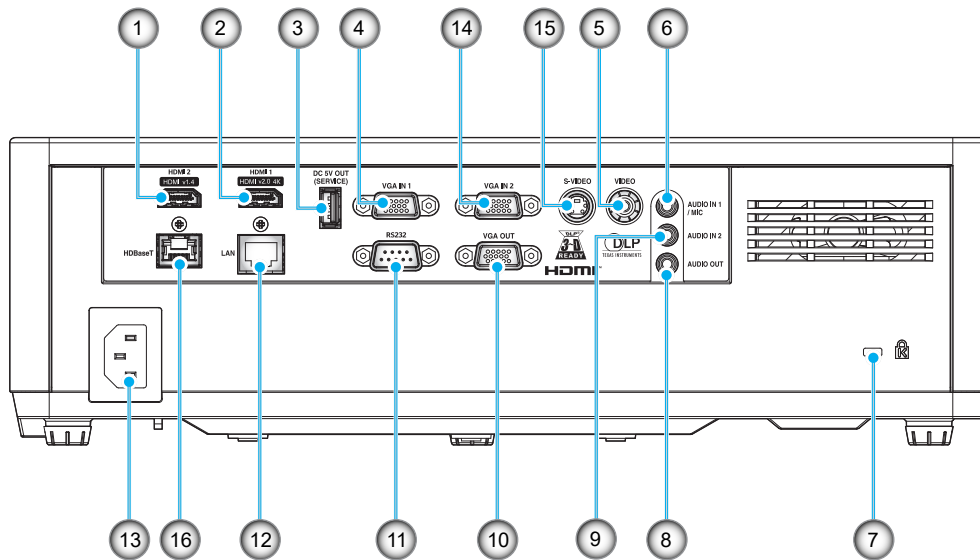 1
2
3
4
14
15
5
6
HDMI 2
HDMI v1.4
HDMI 1
HDMI v2.0 4K
DC 5V OUT
(SERVICE)
VGA IN 1
VGA IN 2
S-VIDEO
VIDEO
AUDIO IN 1
/ MIC
AUDIO IN 2
AUDIO OUT
HDBaseT
LAN
RS232
VGA OUT
DLP
3-D
READY
HDMI
DLP
TEXAS INSTRUMENTS
K
13
16
12
11
10
9
8
7